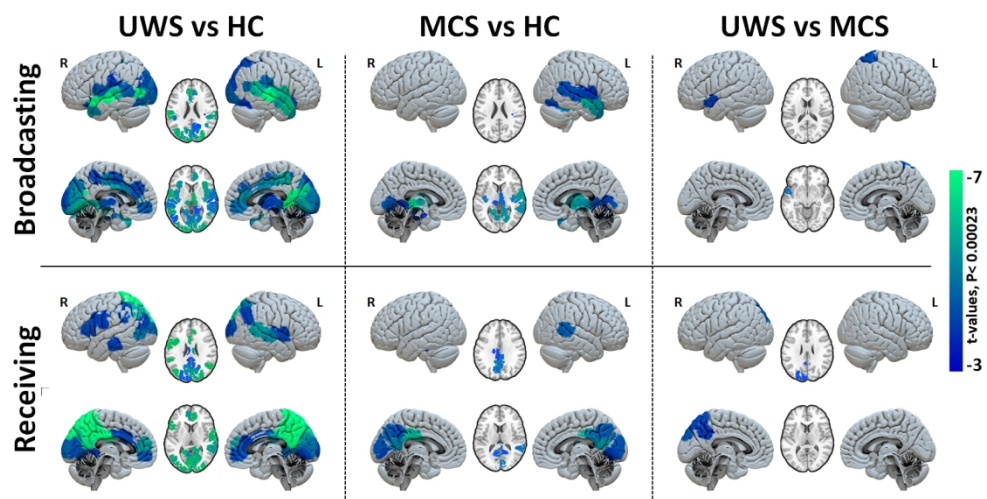 UWS vs HC
MCS vs HC
UWS vs MCS
Broadcasting
R
L
R
L
R
L
-7
t-values, P< 0.00023
-3
Receiving
R
L
R
L
R
L